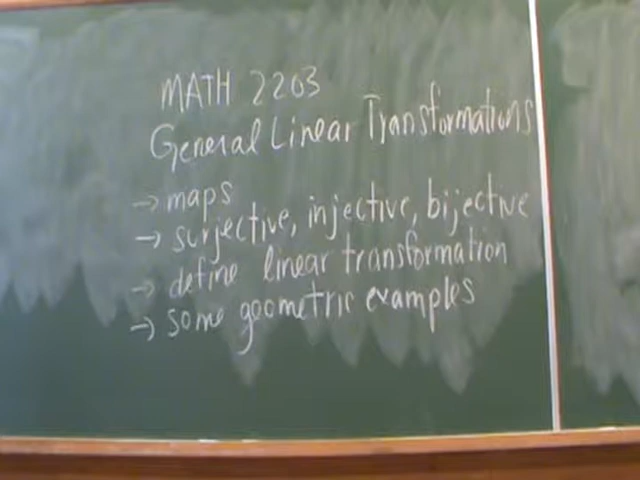 MATH 2203
General Linear Transformations
→ maps
→ surjective, injective, bijective
→ define linear transformation
→ some geometric examples